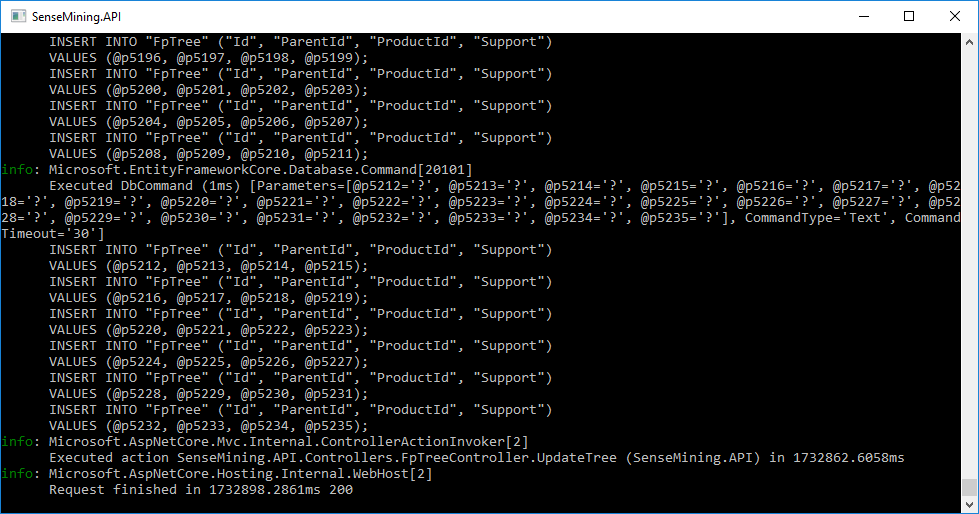 SenseMining.API
INSERT INTO "FpTree" ("Id", "ParentId", "ProductId", "Support")
VALUES (@p5196, @p5197, @p5198, @p5199);
INSERT INTO "FpTree" ("Id", "ParentId", "ProductId", "Support")
VALUES (@p5200, @p5201, @p5202, @p5203);
INSERT INTO "FpTree" ("Id", "ParentId", "ProductId", "Support")
VALUES (@p5204, @p5205, @p5206, @p5207);
INSERT INTO "FpTree" ("Id", "ParentId", "ProductId", "Support")
VALUES (@p5208, @p5209, @p5210, @p5211);
info: Microsoft.EntityFrameworkCore.Database.Command[20101]
Executed DbCommand (1ms) [Parameters=[@p5212='?', @p5213='?', @p5214='?', @p5215='?', @p5216='?', @p5217='?', @p52
18='?', @p5219='?', @p5220='?', @p5221='?', @p5222='?', @p5223='?', @p5224='?', @p5225='?', @p5226='?', @p5227='?', @p52
28='?', @p5229='?', @p5230='?', @p5231='?', @p5232='?', @p5233='?', @p5234='?', @p5235='?'], CommandType='Text', Command
Timeout='30']
INSERT INTO "FpTree" ("Id", "ParentId", "ProductId", "Support")
VALUES (@p5212, @p5213, @p5214, @p5215);
INSERT INTO "FpTree" ("Id", "ParentId", "ProductId", "Support")
VALUES (@p5216, @p5217, @p5218, @p5219);
INSERT INTO "FpTree" ("Id", "ParentId", "ProductId", "Support")
VALUES (@p5220, @p5221, @p5222, @p5223);
INSERT INTO "FpTree" ("Id", "ParentId", "ProductId", "Support")
VALUES (@p5224, @p5225, @p5226, @p5227);
INSERT INTO "FpTree" ("Id", "ParentId", "ProductId", "Support")
VALUES (@p5228, @p5229, @p5230, @p5231);
INSERT INTO "FpTree" ("Id", "ParentId", "ProductId", "Support")
VALUES (@p5232, @p5233, @p5234, @p5235);
info: Microsoft.AspNetCore.Mvc.Internal.ControllerActionInvoker[2]
Executed action SenseMining.API.Controllers.FpTreeController.UpdateTree (SenseMining.API) in 1732862.6058ms
info: Microsoft.AspNetCore.Hosting.Internal.WebHost[2]
Request finished in 1732898.2861ms 200